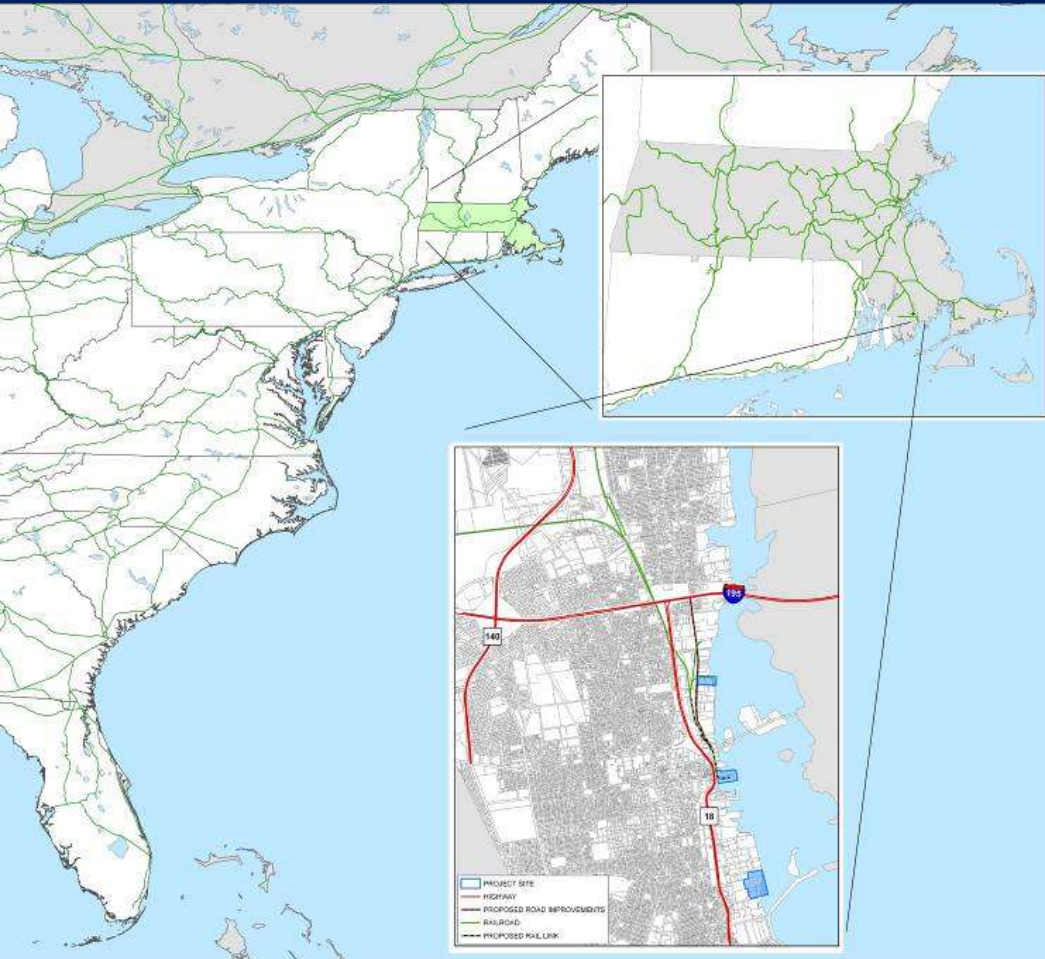 195
140
18
PROJECT SITE
HIGHWAY
PROPOSED ROAD IMPROVEMENTS
RAILROAD
PROPOSED RAIL LINK